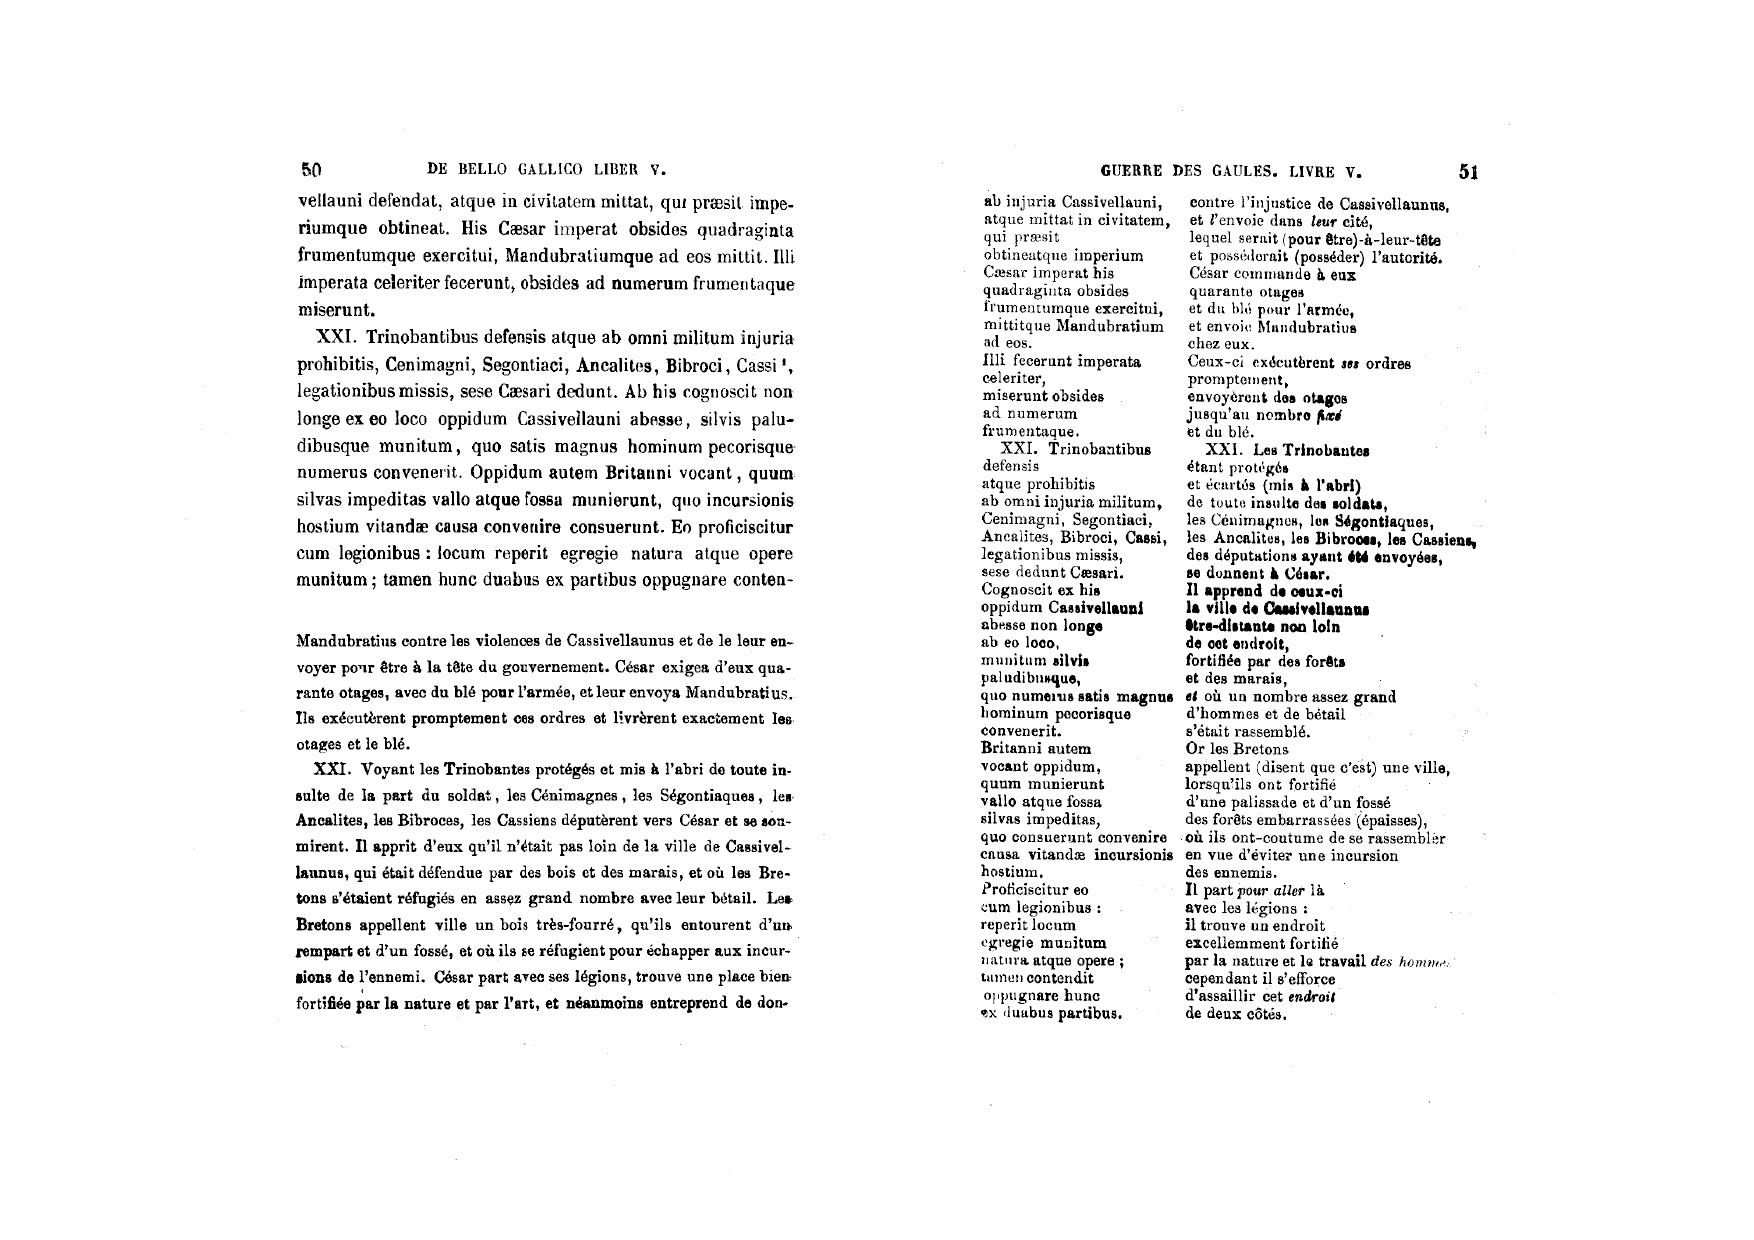 50 DE BELLO GALLICO LIBER V.
vellauni defendat, atque in civitatem mittat, qui præsit impe-
riumque obtineat. His Cæsar imperat obsides quadraginta
frumentumque exercitui, Mandubratiumque ad eos mittit. Illi
imperata celeriter fecerunt, obsides ad numerum frumentaque
miserunt.
XXI. Trinobantibus defensis atque ab omni militum injuria
prohibitis, Cenimagni, Segontiaci, Ancalites, Bibroci, Cassi ¹,
legationibus missis, sese Cæsari dedunt. Ab his cognoscit non
longe ex eo loco oppidum Cassivellauni abesse, silvis palu-
dibusque munitum, quo satis magnus hominum pecorisque
numerus convenerit. Oppidum autem Britanni vocant, quum
silvas impeditas vallo atque fossa munierunt, quo incursionis
hostium vitandæ causa convenire consuerunt. Eo proficiscitur
cum legionibus : locum reperit egregie natura atque opere
munitum ; tamen hunc duabus ex partibus oppugnare conten-
Mandubratius contre les violences de Cassivellaunus et de le leur en-
voyer pour être à la tête du gouvernement. César exigea d'eux qua-
rante otages, avec du blé pour l'armée, et leur envoya Mandubratius.
Ils exécutèrent promptement ces ordres et livrèrent exactement les
otages et le blé.
XXI. Voyant les Trinobantes protégés et mis à l'abri de toute in-
sulte de la part du soldat, les Cénimagnes, les Ségontiaques, les
Ancalites, les Bibroces, les Cassiens députèrent vers César et se sou-
mirent. Il apprit d'eux qu'il n'était pas loin de la ville de Cassivel-
launus, qui était défendue par des bois et des marais, et où les Bre-
tons s'étaient réfugiés en assez grand nombre avec leur bétail. Les
Bretons appellent ville un bois très-fourré, qu'ils entourent d'un
rempart et d'un fossé, et où ils se réfugient pour échapper aux incur-
sions de l'ennemi. César part avec ses légions, trouve une place bien
fortifiée par la nature et par l'art, et néanmoins entreprend de don-
GUERRE DES GAULES. LIVRE V. 51
ab injuria Cassivellauni,
atque mittat in civitatem,
qui præsit
obtineatque imperium
Cæsar imperat his
quadraginta obsides
frumentumque exercitui,
mittitque Mandubratium
ad eos.
Illi fecerunt imperata
celeriter,
miserunt obsides
ad numerum
frumentaque.
XXI. Trinobantibus
defensis
atque prohibitis
ab omni injuria militum,
Cenimagni, Segontiaci,
Ancalites, Bibroci, Cassi,
legationibus missis,
sese dedunt Cæsari.
Cognoscit ex his
oppidum Cassivellauni
abesse non longe
ab eo loco,
munitum silvis
paludibusque,
quo numerus satis magnus
hominum pecorisque
convenerit.
Britanni autem
vocant oppidum,
quum munierunt
vallo atque fossa
silvas impeditas,
quo consuerunt convenire
causa vitandæ incursionis
hostium.
Proficiscitur eo
cum legionibus :
reperit locum
egregie munitum
natura atque opere ;
tamen contendit
oppugnare hunc
ex duabus partibus.
contre l'injustice de Cassivellaunus,
et l'envoie dans leur cité,
lequel serait (pour être)-à-leur-tête
et posséderait (posséder) l'autorité.
César commande à eux
quarante otages
et du blé pour l'armée,
et envoie Mandubratius
chez eux.
Ceux-ci exécutèrent ses ordres
promptement,
envoyèrent des otages
jusqu'au nombre fixé
et du blé.
XXI. Les Trinobantes
étant protégés
et écartés (mis à l'abri)
de toute insulte des soldats,
les Cénimagnes, les Ségontiaques,
les Ancalites, les Bibroces, les Cassiens,
des députations ayant été envoyées,
se donnent à César.
Il apprend de ceux-ci
la ville de Cassivellaunus
être-distante non loin
de cet endroit,
fortifiée par des forêts
et des marais,
et où un nombre assez grand
d'hommes et de bétail
s'était rassemblé.
Or les Bretons
appellent (disent que c'est) une ville,
lorsqu'ils ont fortifié
d'une palissade et d'un fossé
des forêts embarrassées (épaisses),
où ils ont-coutume de se rassembler
en vue d'éviter une incursion
des ennemis.
Il part pour aller là
avec les légions :
il trouve un endroit
excellemment fortifié
par la nature et le travail des hommes.
cependant il s'efforce
d'assaillir cet endroit
de deux côtés.